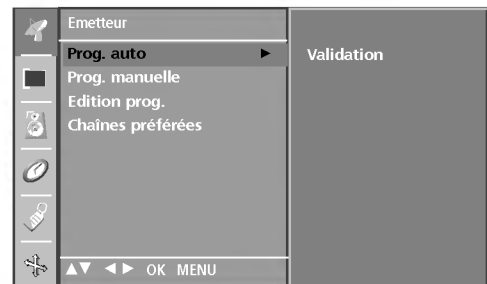 Emetteur
Prog. auto ► Validation
Prog. manuelle
Edition prog.
Chaînes préférées
▲▼ ◄► OK MENU